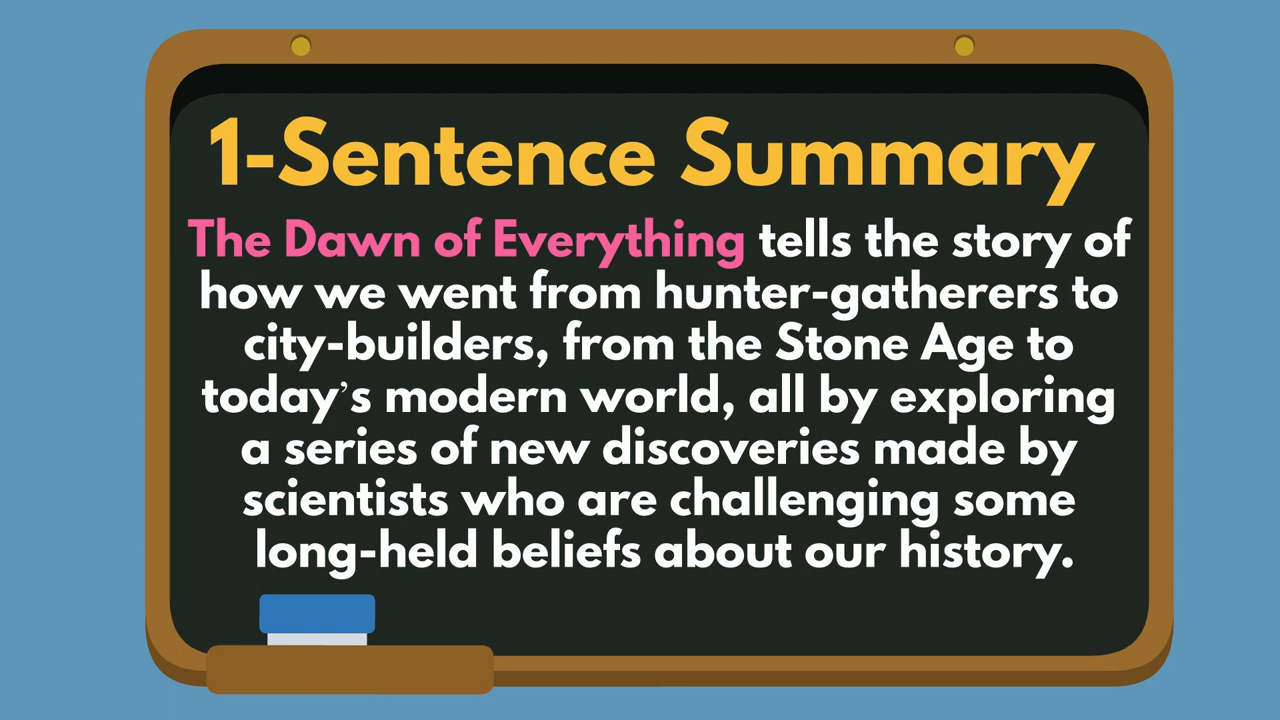 1-Sentence Summary
The Dawn of Everything tells the story of
how we went from hunter-gatherers to
city-builders, from the Stone Age to
today’s modern world, all by exploring
a series of new discoveries made by
scientists who are challenging some
long-held beliefs about our history.